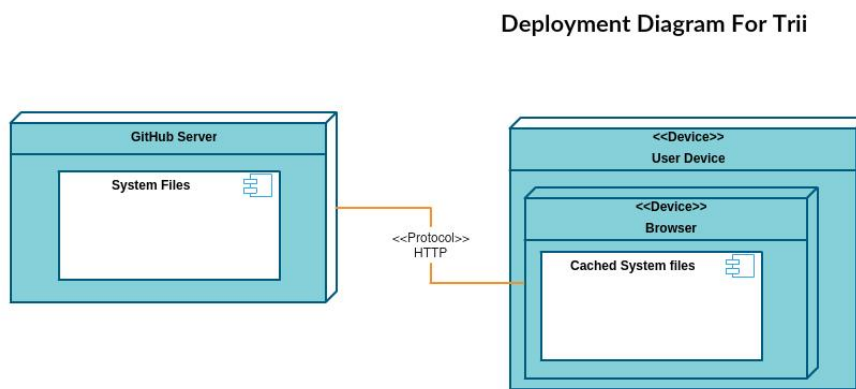 Deployment Diagram For Trii
GitHub Server
System Files
<<Protocol>>
HTTP
<<Device>>
User Device
<<Device>>
Browser
Cached System files